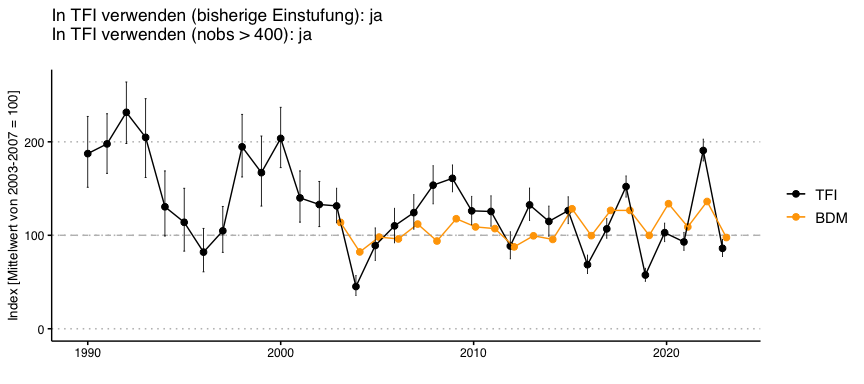 In TFI verwenden (bisherige Einstufung): ja
In TFI verwenden (nobs > 400): ja
Index [Mittelwert von 2003-2007 = 100]
200
100
0
1990
2000
2010
2020
TFI
BDM